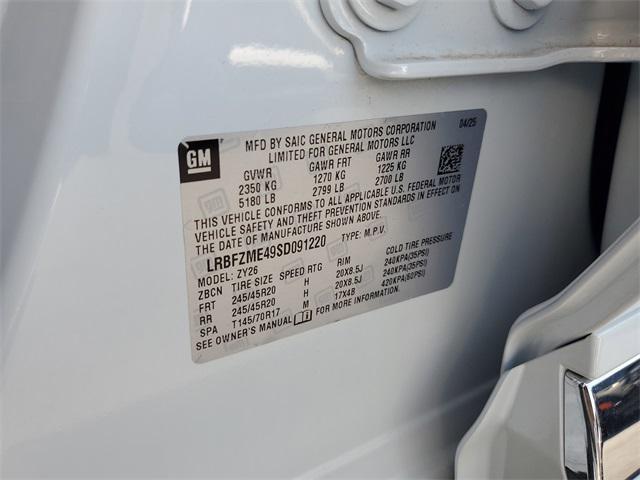 GM
MFD BY SAIC GENERAL MOTORS CORPORATION 04/25
LIMITED FOR GENERAL MOTORS LLC
GVWR GAWR FRT GAWR RR
2350 KG 1270 KG 1225 KG
5180 LB 2799 LB 2700 LB
THIS VEHICLE CONFORMS TO ALL APPLICABLE U.S. FEDERAL MOTOR
VEHICLE SAFETY AND THEFT PREVENTION STANDARDS IN EFFECT ON
THE DATE OF MANUFACTURE SHOWN ABOVE.
LRBFZME49SD091220 TYPE: M.P.V.
MODEL: ZY26
ZBCN TIRE SIZE SPEED RTG RIM COLD TIRE PRESSURE
FRT 245/45R20 H 20X8.5J 240KPA(35PSI)
RR 245/45R20 H 20X8.5J 240KPA(35PSI)
SPA T145/70R17 M 17X4B 420KPA(60PSI)
SEE OWNER'S MANUAL FOR MORE INFORMATION.